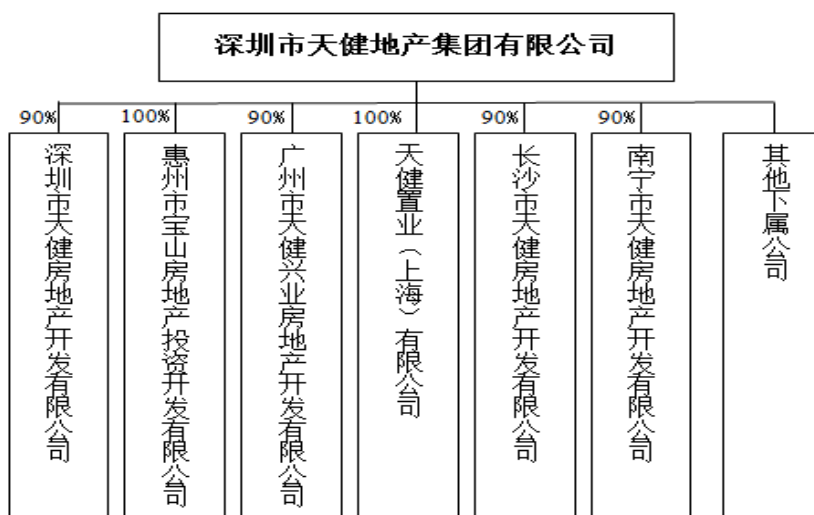 深圳市天健地产集团有限公司
90%
100%
90%
100%
90%
90%
深圳市天健房地产开发有限公司
惠州市宝山房地产投资开发有限公司
广州市天健兴业房地产开发有限公司
天健置业（上海）有限公司
长沙市天健房地产开发有限公司
南宁市天健房地产开发有限公司
其他下属公司